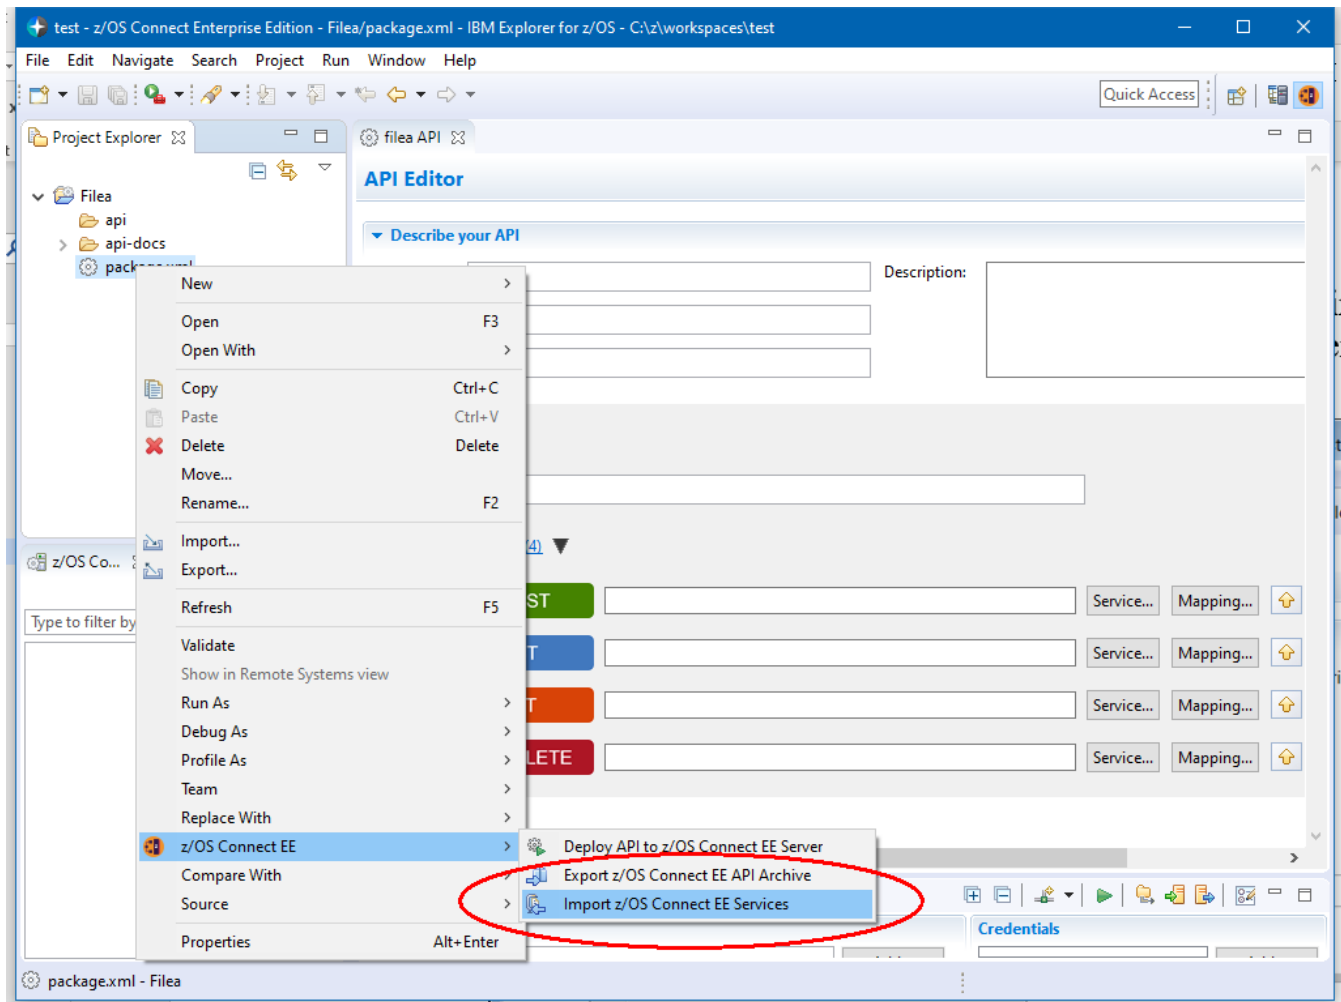 test - z/OS Connect Enterprise Edition - Filea/package.xml - IBM Explorer for z/OS - C:\z\workspaces\test
File Edit Navigate Search Project Run Window Help
Quick Access
Project Explorer
filea API
API Editor
Filea
api
api-docs
Describe your API
Description:
New
Open F3
Open With
Copy Ctrl+C
Paste Ctrl+V
Delete Delete
Move...
Rename... F2
Import...
Export...
Refresh F5
Validate
Show in Remote Systems view
Run As
Debug As
Profile As
Team
Replace With
z/OS Connect EE
Compare With
Source
Properties Alt+Enter
z/OS Co...
Type to filter by
(4)
ST Service... Mapping...
T Service... Mapping...
T Service... Mapping...
LETE Service... Mapping...
Deploy API to z/OS Connect EE Server
Export z/OS Connect EE API Archive
Import z/OS Connect EE Services
Credentials
package.xml - Filea